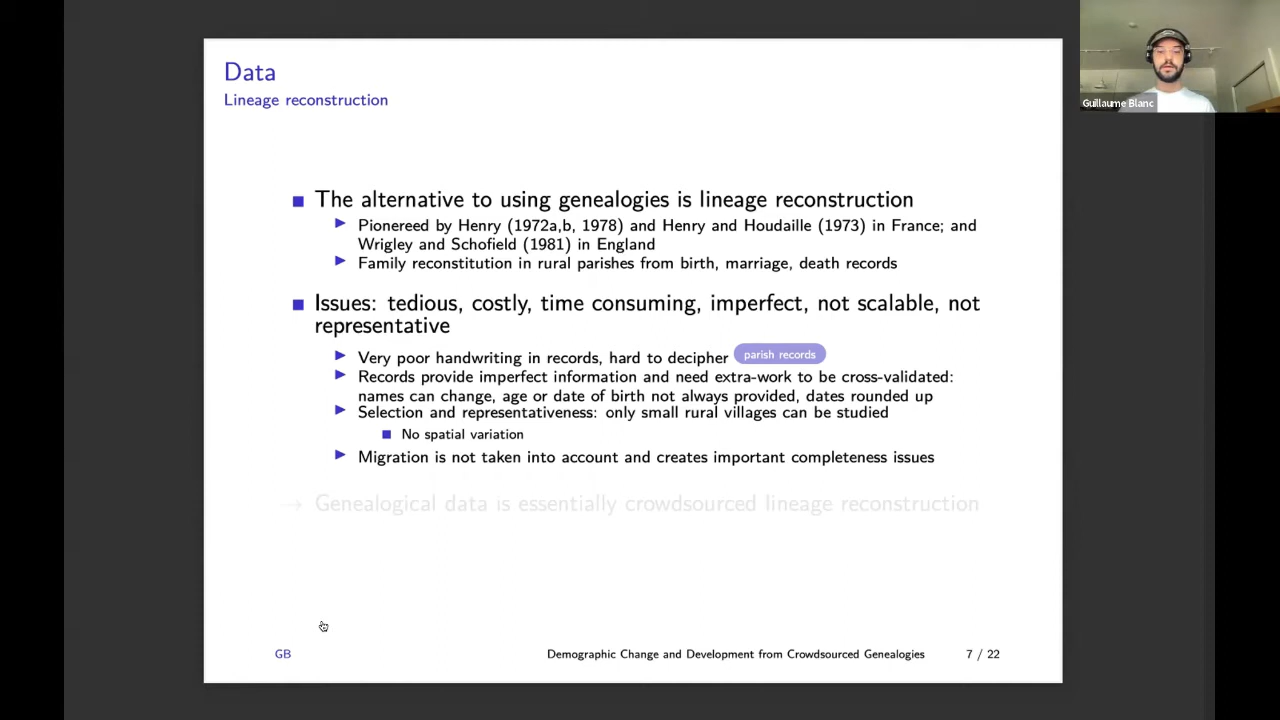 Data
Lineage reconstruction
The alternative to using genealogies is lineage reconstruction
Pionereed by Henry (1972a,b, 1978) and Henry and Houdaille (1973) in France; and
Wrigley and Schofield (1981) in England
Family reconstitution in rural parishes from birth, marriage, death records
Issues: tedious, costly, time consuming, imperfect, not scalable, not
representative
Very poor handwriting in records, hard to decipher parish records
Records provide imperfect information and need extra-work to be cross-validated:
names can change, age or date of birth not always provided, dates rounded up
Selection and representativeness: only small rural villages can be studied
No spatial variation
Migration is not taken into account and creates important completeness issues
→ Genealogical data is essentially crowdsourced lineage reconstruction
GB
Demographic Change and Development from Crowdsourced Genealogies
7 / 22
Guillaume Blanc